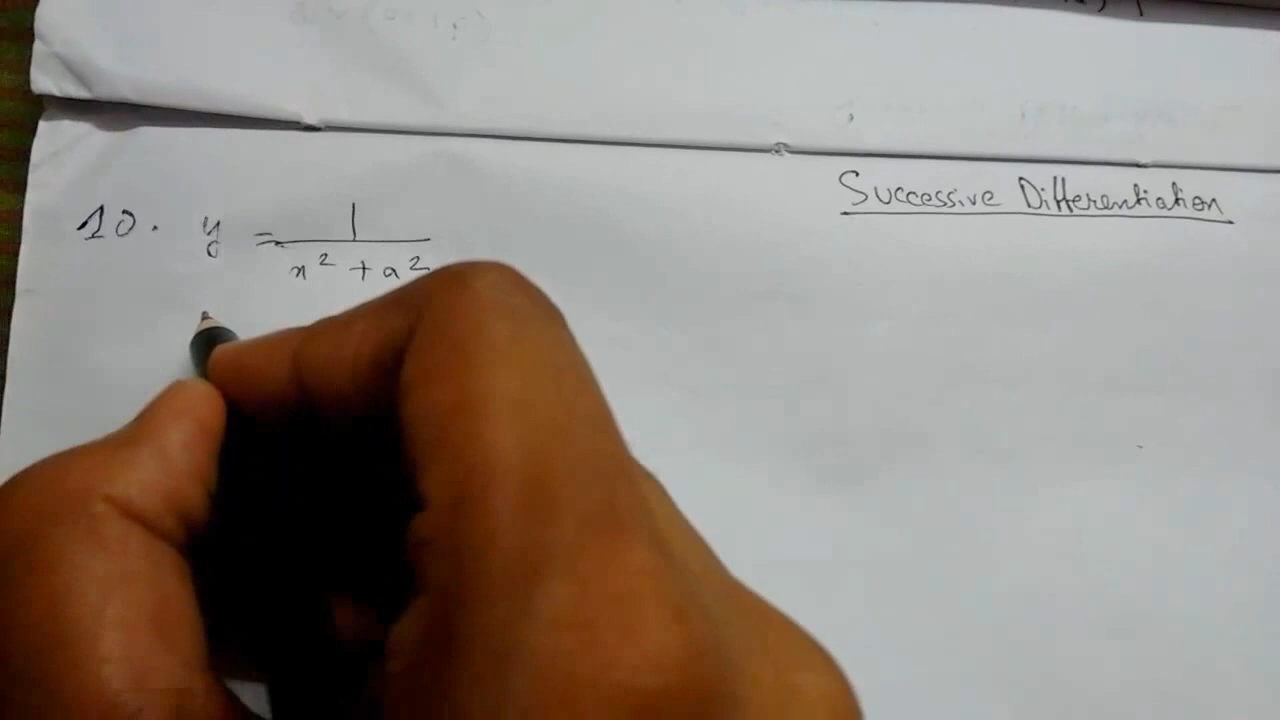 Successive Differentiation
10. y = 1 / x² + a²